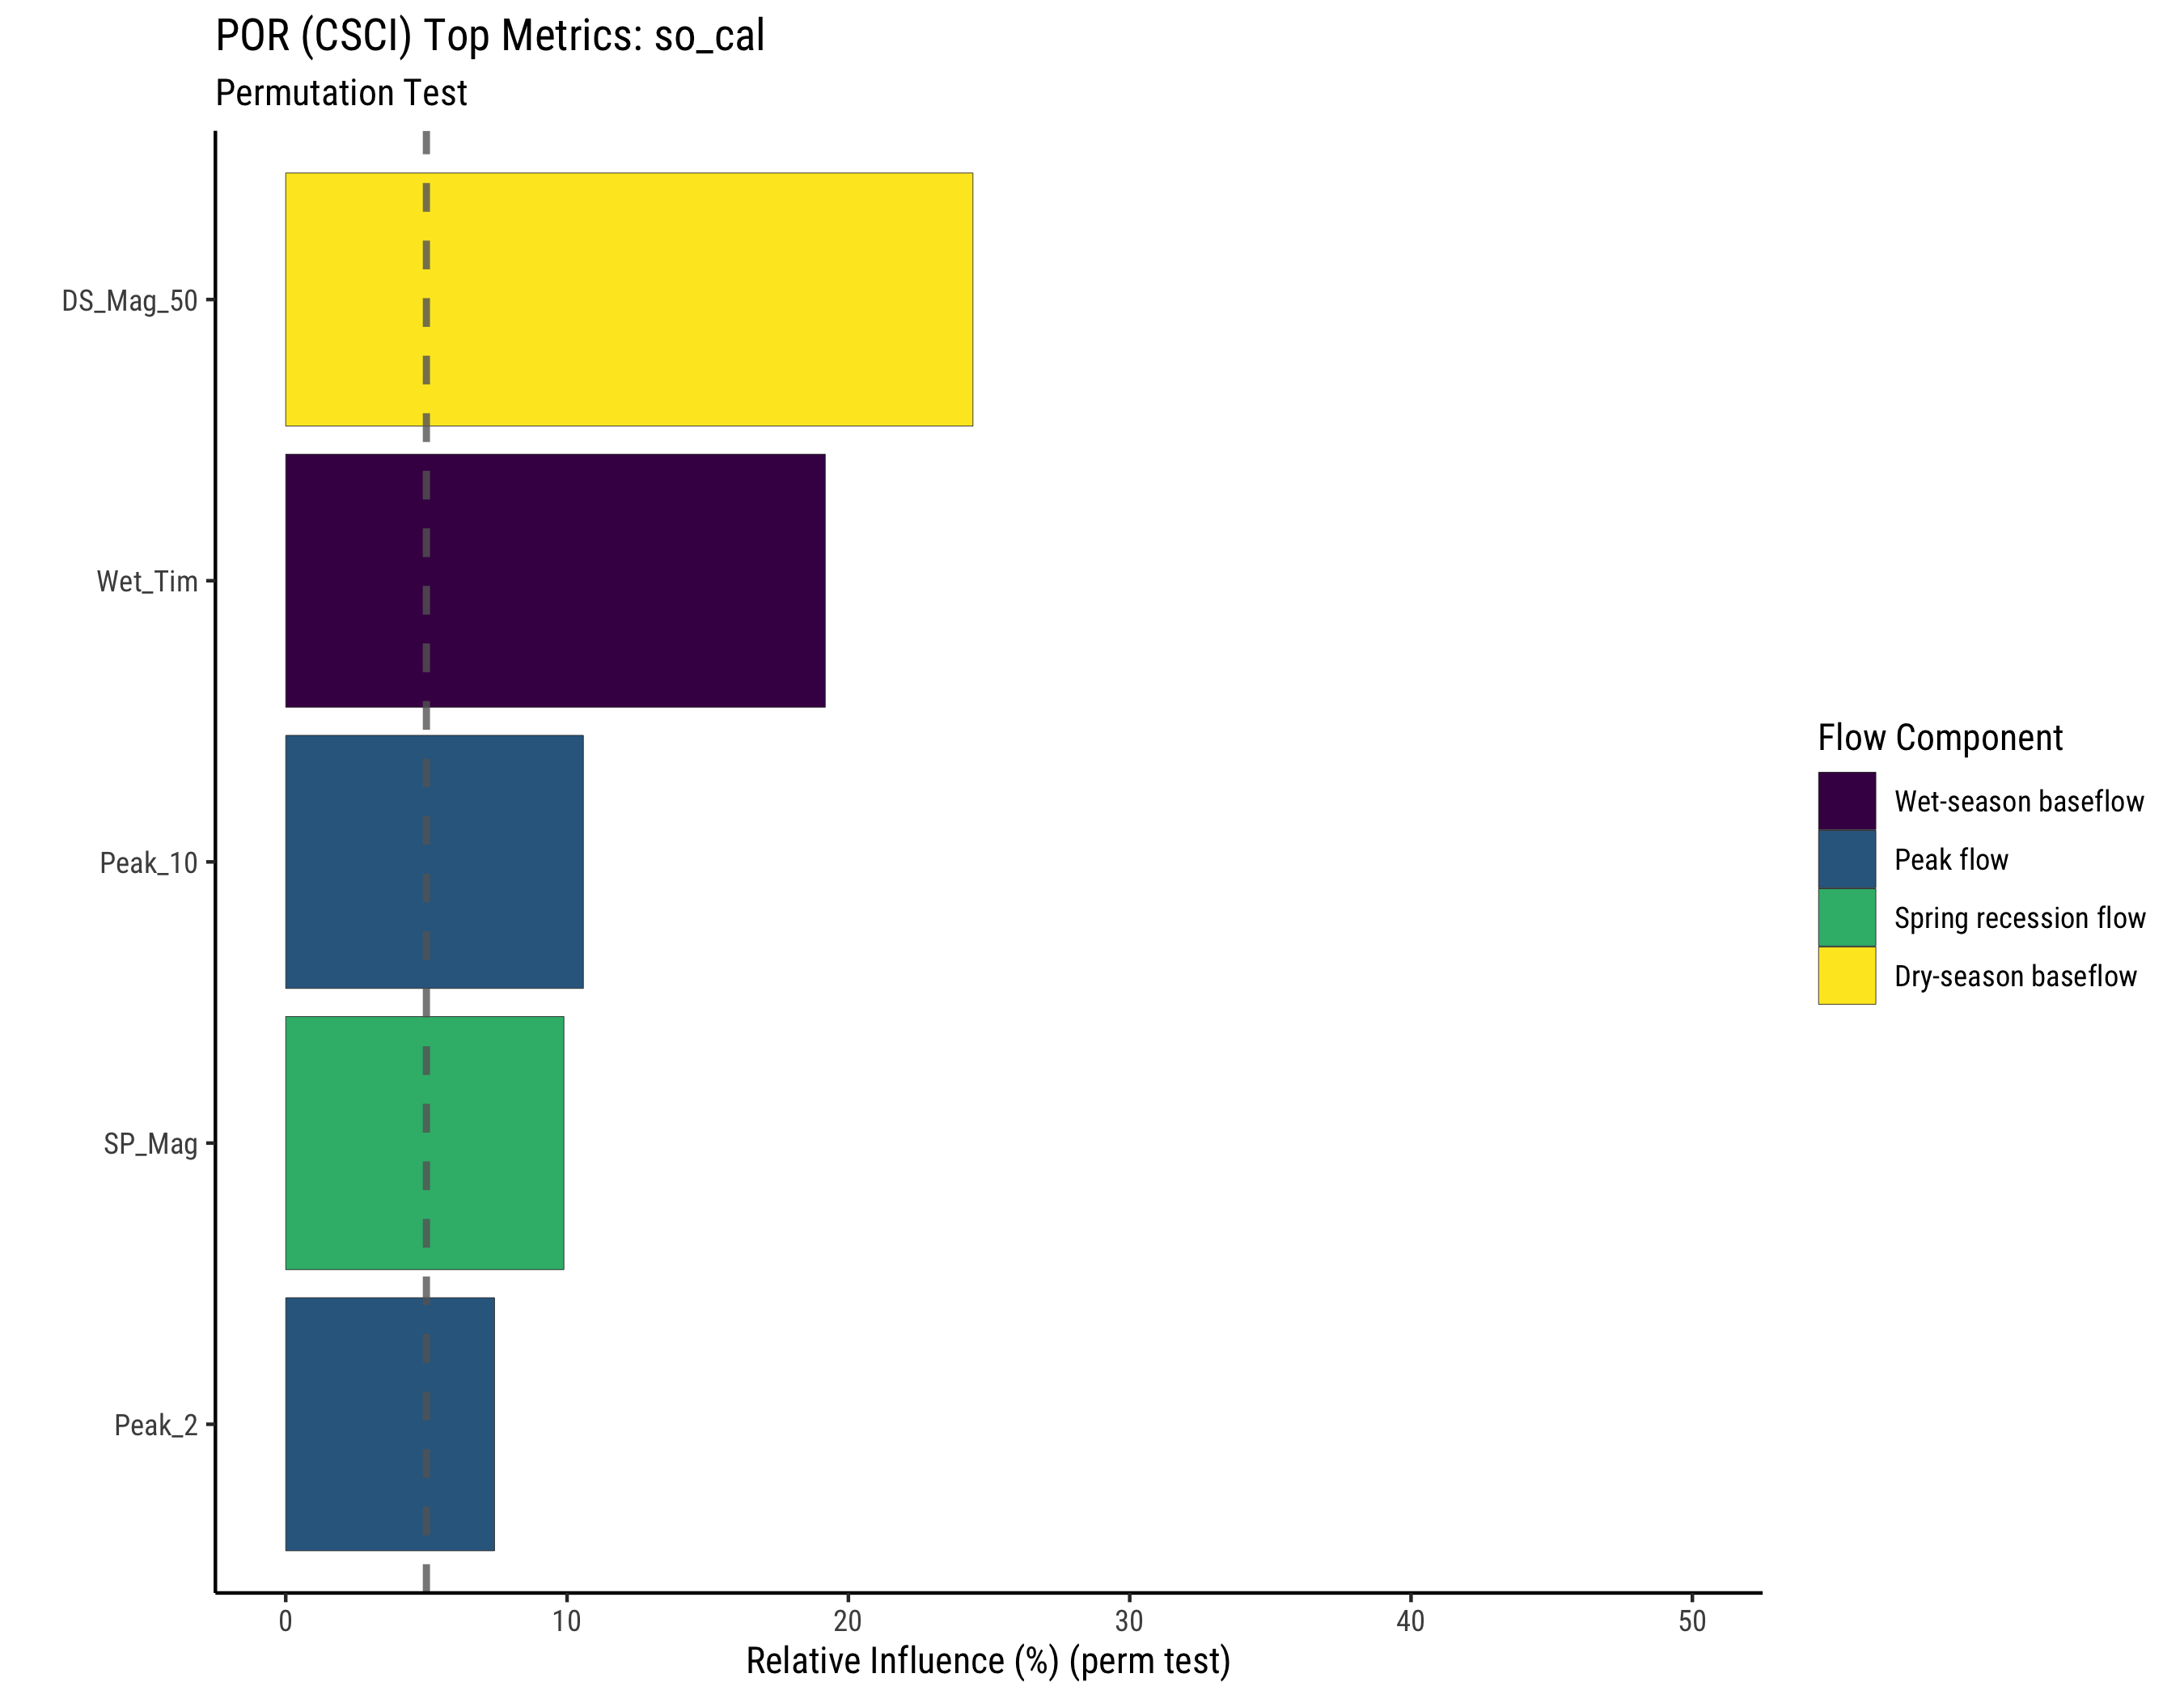 POR (CSCI) Top Metrics: so_cal
Permutation Test
DS_Mag_50
Wet_Tim
Peak_10
SP_Mag
Peak_2
0 10 20 30 40 50
Relative Influence (%) (perm test)
Flow Component
Wet-season baseflow
Peak flow
Spring recession flow
Dry-season baseflow